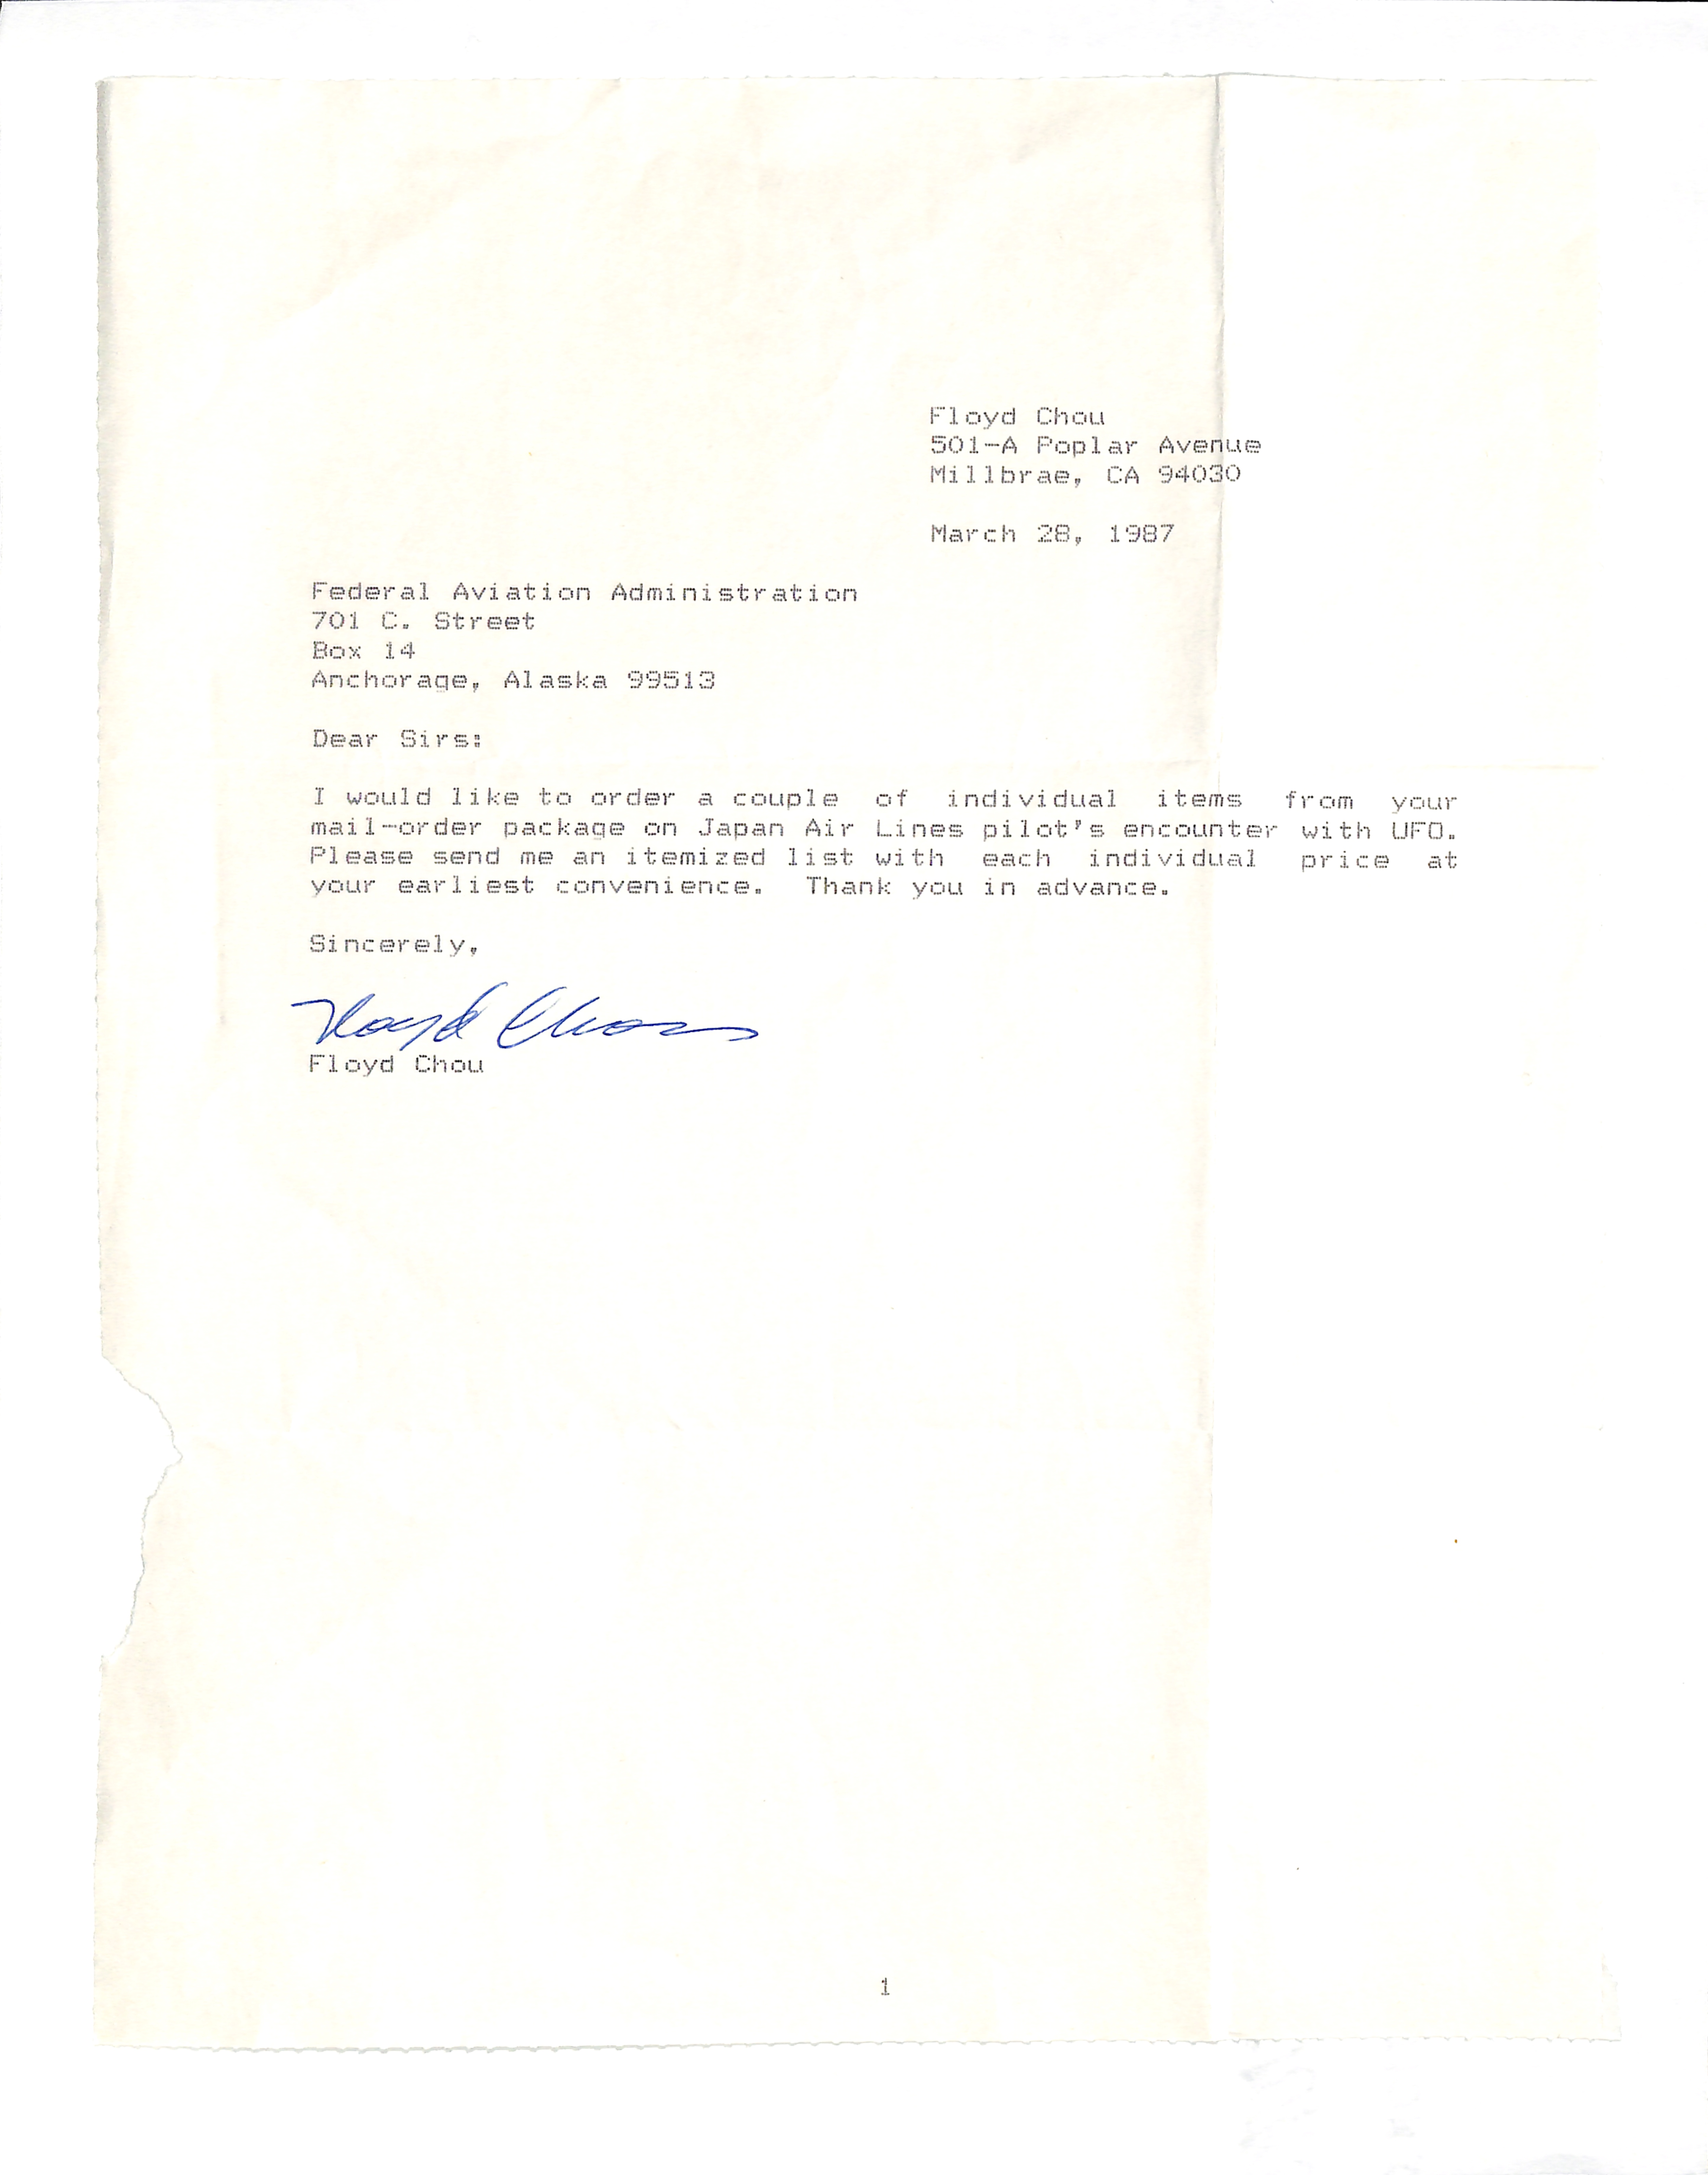 Floyd Chou
501-A Poplar Avenue
Millbrae, CA 94030
March 28, 1987
Federal Aviation Administration
701 C. Street
Box 14
Anchorage, Alaska 99513
Dear Sirs:
I would like to order a couple of individual items from your
mail-order package on Japan Air Lines pilot's encounter with UFO.
Please send me an itemized list with each individual price at
your earliest convenience. Thank you in advance.
Sincerely,
Floyd Chou
Floyd Chou
1